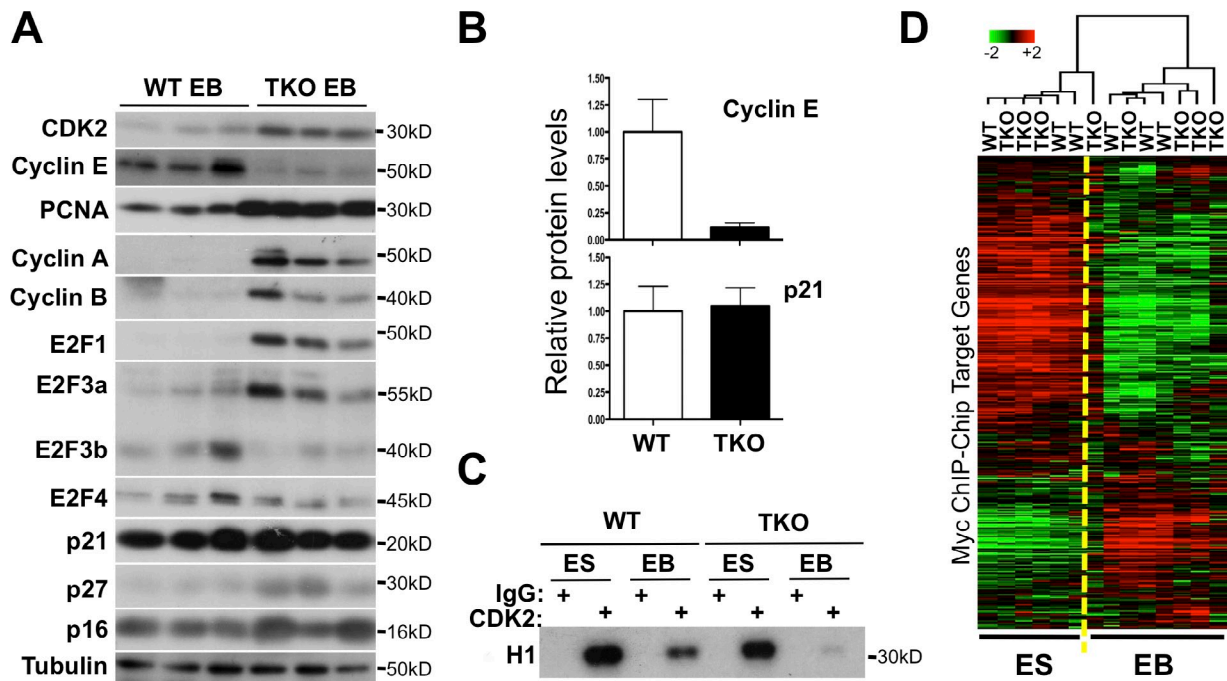 A
WT EB TKO EB
CDK2 -30kD
Cyclin E -50kD
PCNA -30kD
Cyclin A -50kD
Cyclin B -40kD
E2F1 -50kD
E2F3a -55kD
E2F3b -40kD
E2F4 -45kD
p21 -20kD
p27 -30kD
p16 -16kD
Tubulin -50kD
B
Relative protein levels
Cyclin E
1.50
1.25
1.00
0.75
0.50
0.25
0.00
p21
1.50
1.25
1.00
0.75
0.50
0.25
0.00
WT TKO
C
WT TKO
ES EB ES EB
IgG: + + + +
CDK2: + + + +
H1 -30kD
D
-2 +2
WT TKO TKO TKO WT WT TKO WT TKO WT WT TKO TKO TKO
Myc ChIP-Chip Target Genes
ES EB